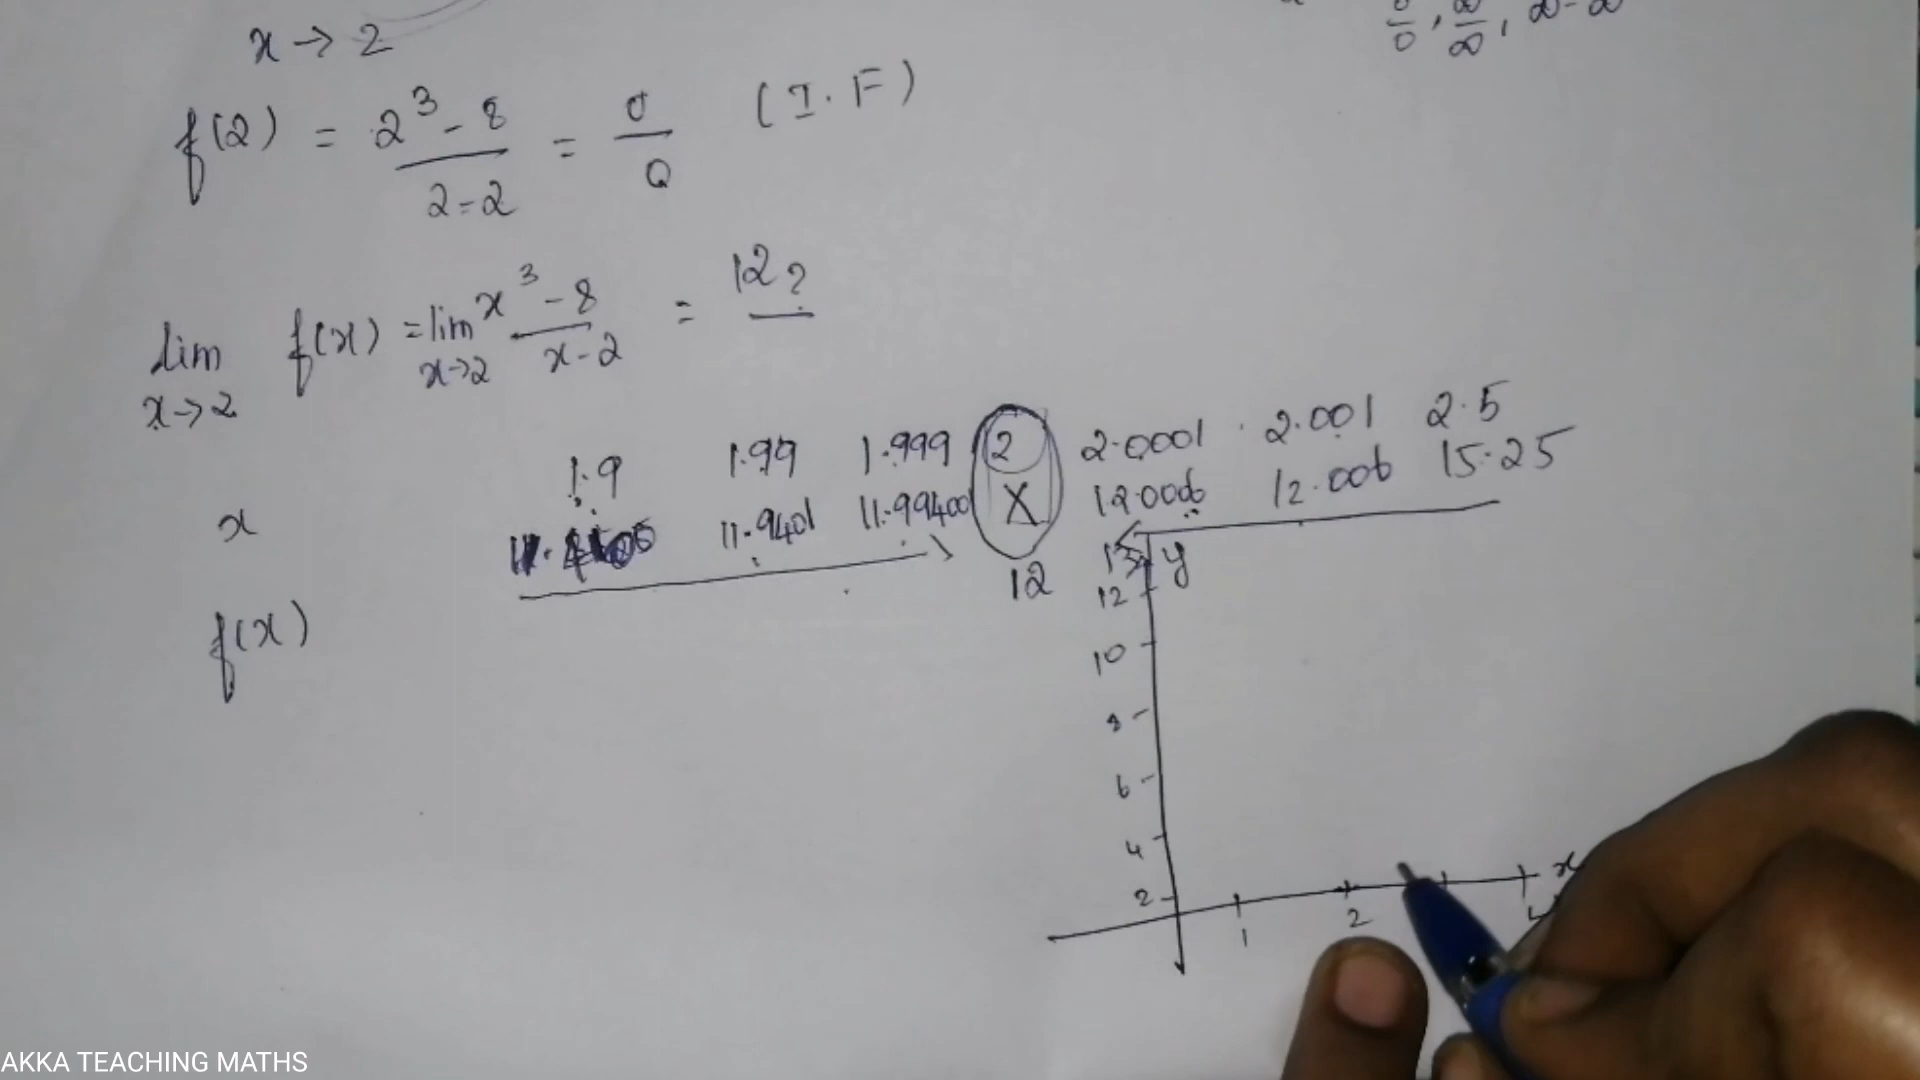 x → 2
0/0, ∞/∞, ∞-∞
f(2) = (2³-8)/(2-2) = 0/0 (I.F)
lim x→2 f(x) = lim x→2 (x³-8)/(x-2) = 12?
x 1.9 1.99 1.999 2 2.0001 2.001 2.5
f(x) 11.9401 11.99400 X 12.0006 12.006 15.25
12
13 y
12
10
8
6
4
2
1 2 x
AKKA TEACHING MATHS